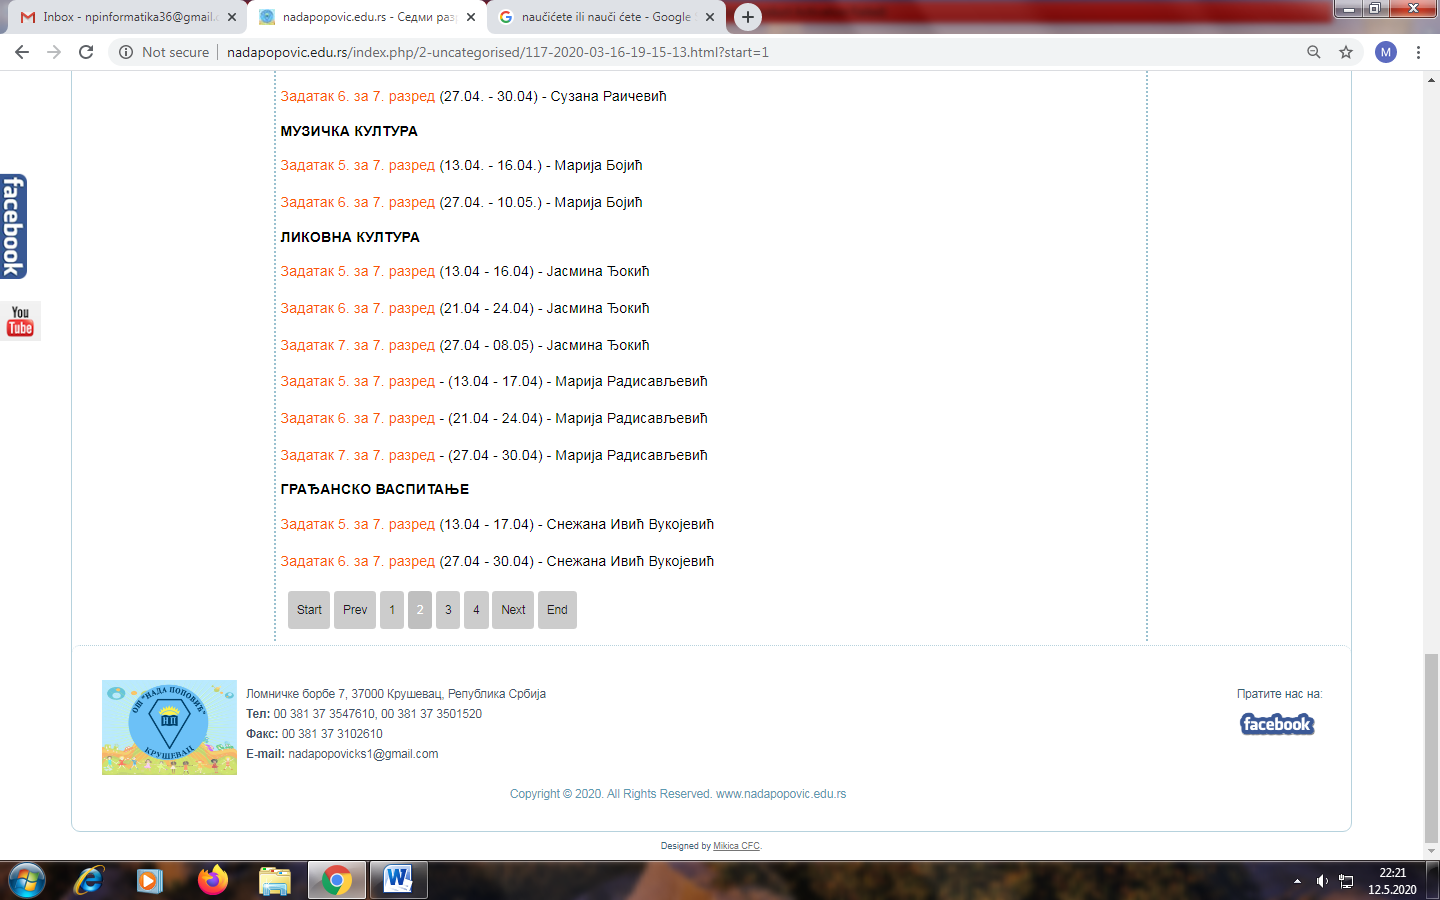 Inbox - npinformatika36@gmail.c
nadapopovic.edu.rs - Седми раз
naučićete ili nauči ćete - Google
Not secure
nadapopovic.edu.rs/index.php/2-uncategorised/117-2020-03-16-19-15-13.html?start=1
M
facebook
You
Tube
Задатак 6. за 7. разред (27.04. - 30.04) - Сузана Раичевић
МУЗИЧКА КУЛТУРА
Задатак 5. за 7. разред (13.04. - 16.04.) - Марија Бојић
Задатак 6. за 7. разред (27.04. - 10.05.) - Марија Бојић
ЛИКОВНА КУЛТУРА
Задатак 5. за 7. разред (13.04 - 16.04) - Јасмина Ђокић
Задатак 6. за 7. разред (21.04 - 24.04) - Јасмина Ђокић
Задатак 7. за 7. разред (27.04 - 08.05) - Јасмина Ђокић
Задатак 5. за 7. разред - (13.04 - 17.04) - Марија Радисављевић
Задатак 6. за 7. разред - (21.04 - 24.04) - Марија Радисављевић
Задатак 7. за 7. разред - (27.04 - 30.04) - Марија Радисављевић
ГРАЂАНСКО ВАСПИТАЊЕ
Задатак 5. за 7. разред (13.04 - 17.04) - Снежана Ивић Вукојевић
Задатак 6. за 7. разред (27.04 - 30.04) - Снежана Ивић Вукојевић
Start Prev 1 2 3 4 Next End
ОШ "НАДА ПОПОВИЋ"
НП
КРУШЕВАЦ
Ломничке борбе 7, 37000 Крушевац, Република Србија
Тел: 00 381 37 3547610, 00 381 37 3501520
Факс: 00 381 37 3102610
E-mail: nadapopovicks1@gmail.com
Пратите нас на:
facebook
Copyright © 2020. All Rights Reserved. www.nadapopovic.edu.rs
Designed by Mikica CFC.
22:21
12.5.2020